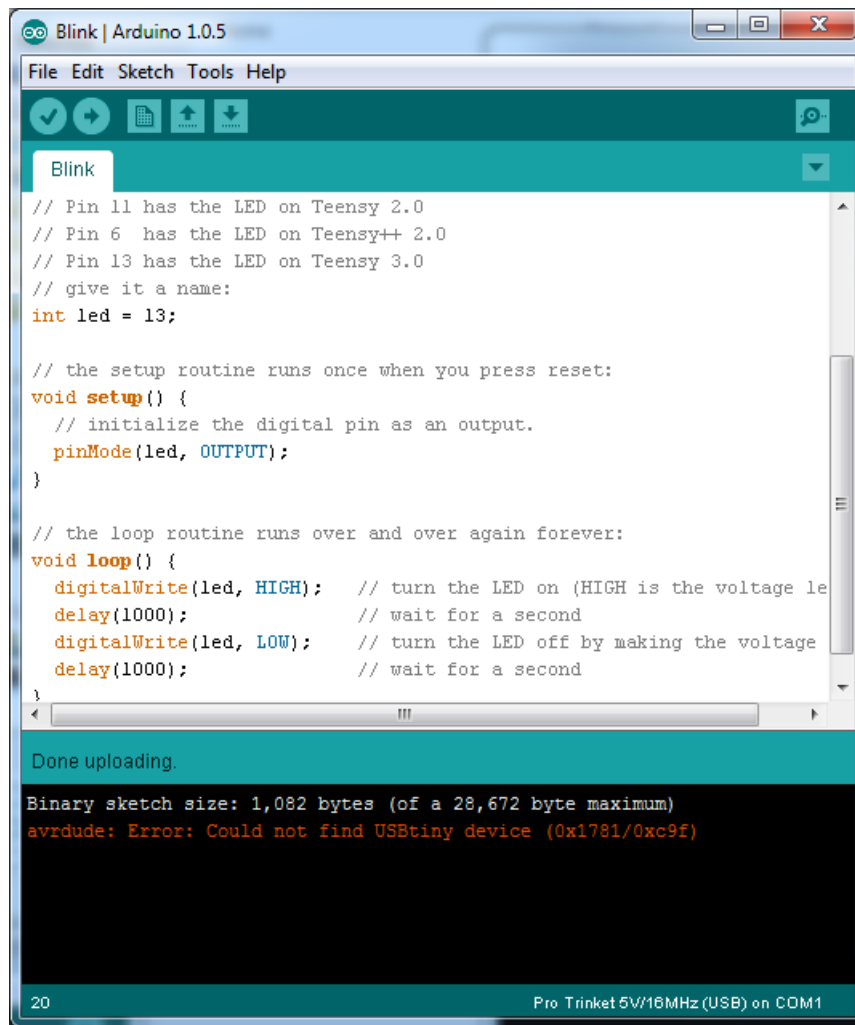 Blink | Arduino 1.0.5
File Edit Sketch Tools Help
Blink
// Pin 11 has the LED on Teensy 2.0
// Pin 6  has the LED on Teensy++ 2.0
// Pin 13 has the LED on Teensy 3.0
// give it a name:
int led = 13;

// the setup routine runs once when you press reset:
void setup() {
  // initialize the digital pin as an output.
  pinMode(led, OUTPUT);
}

// the loop routine runs over and over again forever:
void loop() {
  digitalWrite(led, HIGH);   // turn the LED on (HIGH is the voltage le
  delay(1000);               // wait for a second
  digitalWrite(led, LOW);    // turn the LED off by making the voltage
  delay(1000);               // wait for a second
}
Done uploading.
Binary sketch size: 1,082 bytes (of a 28,672 byte maximum)
avrdude: Error: Could not find USBtiny device (0x1781/0xc9f)
20 Pro Trinket 5V/16MHz (USB) on COM1